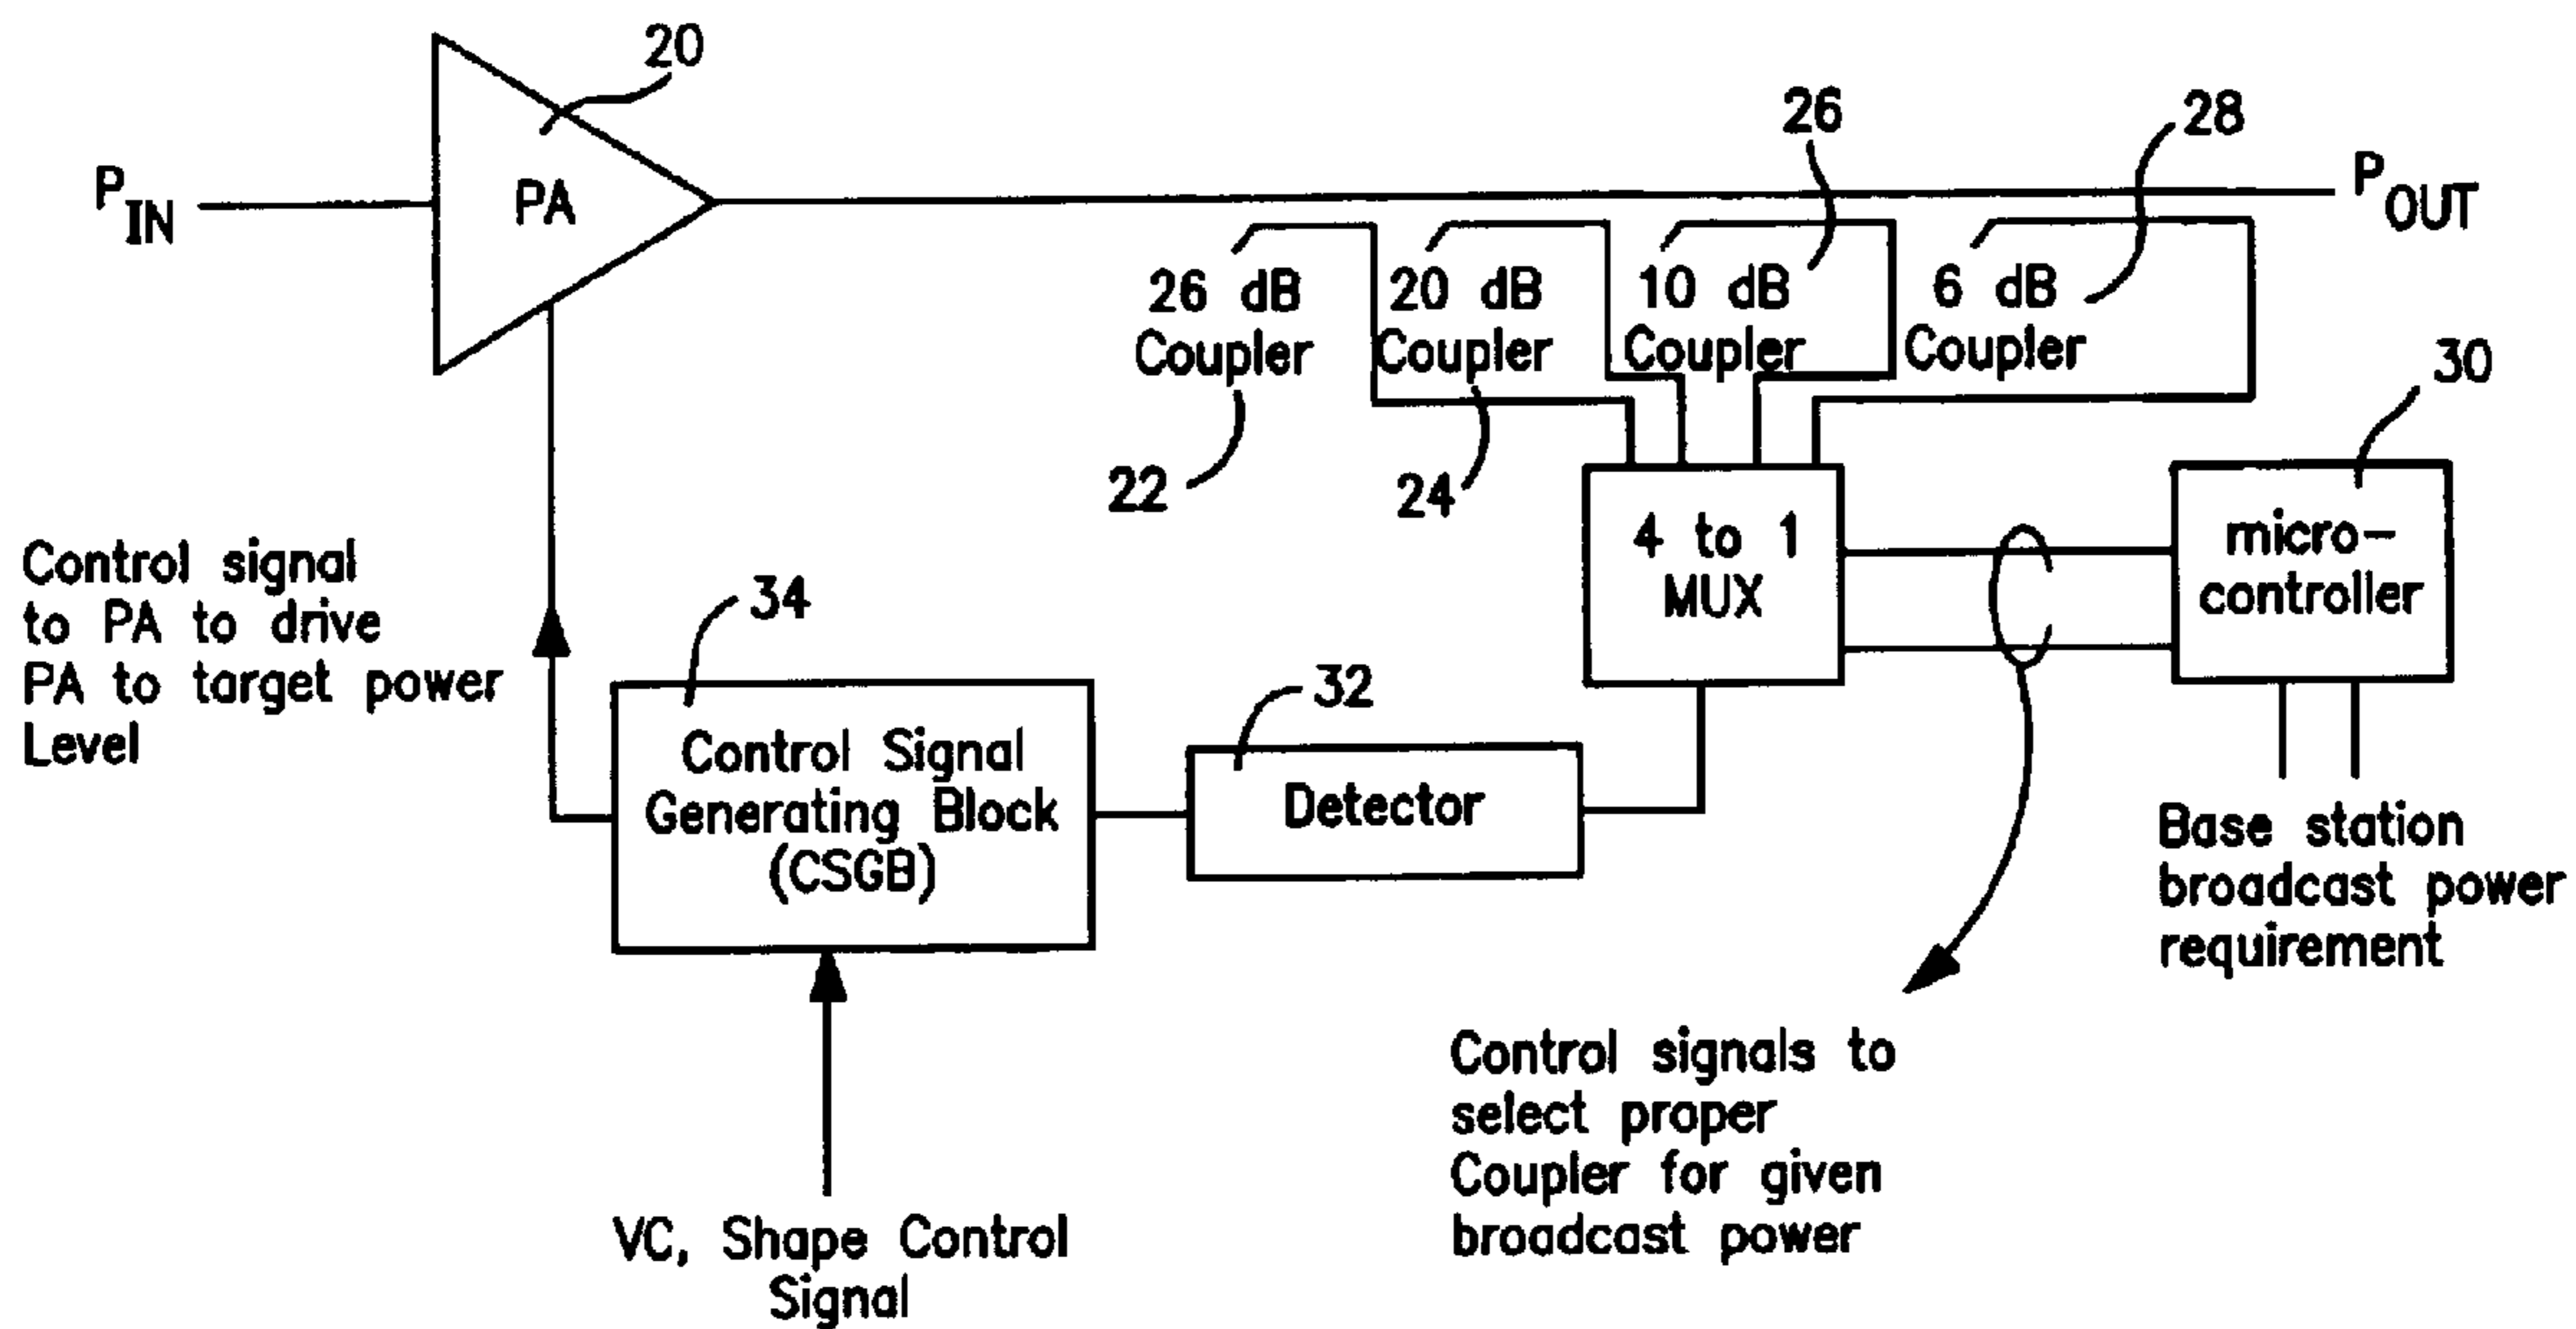 20
P IN
PA
26
28
P OUT
26 dB
Coupler
20 dB
Coupler
10 dB
Coupler
6 dB
Coupler
22
24
30
4 to 1
MUX
micro-
controller
Control signal
to PA to drive
PA to target power
Level
34
Control Signal
Generating Block
(CSGB)
32
Detector
Base station
broadcast power
requirement
Control signals to
select proper
Coupler for given
broadcast power
VC, Shape Control
Signal